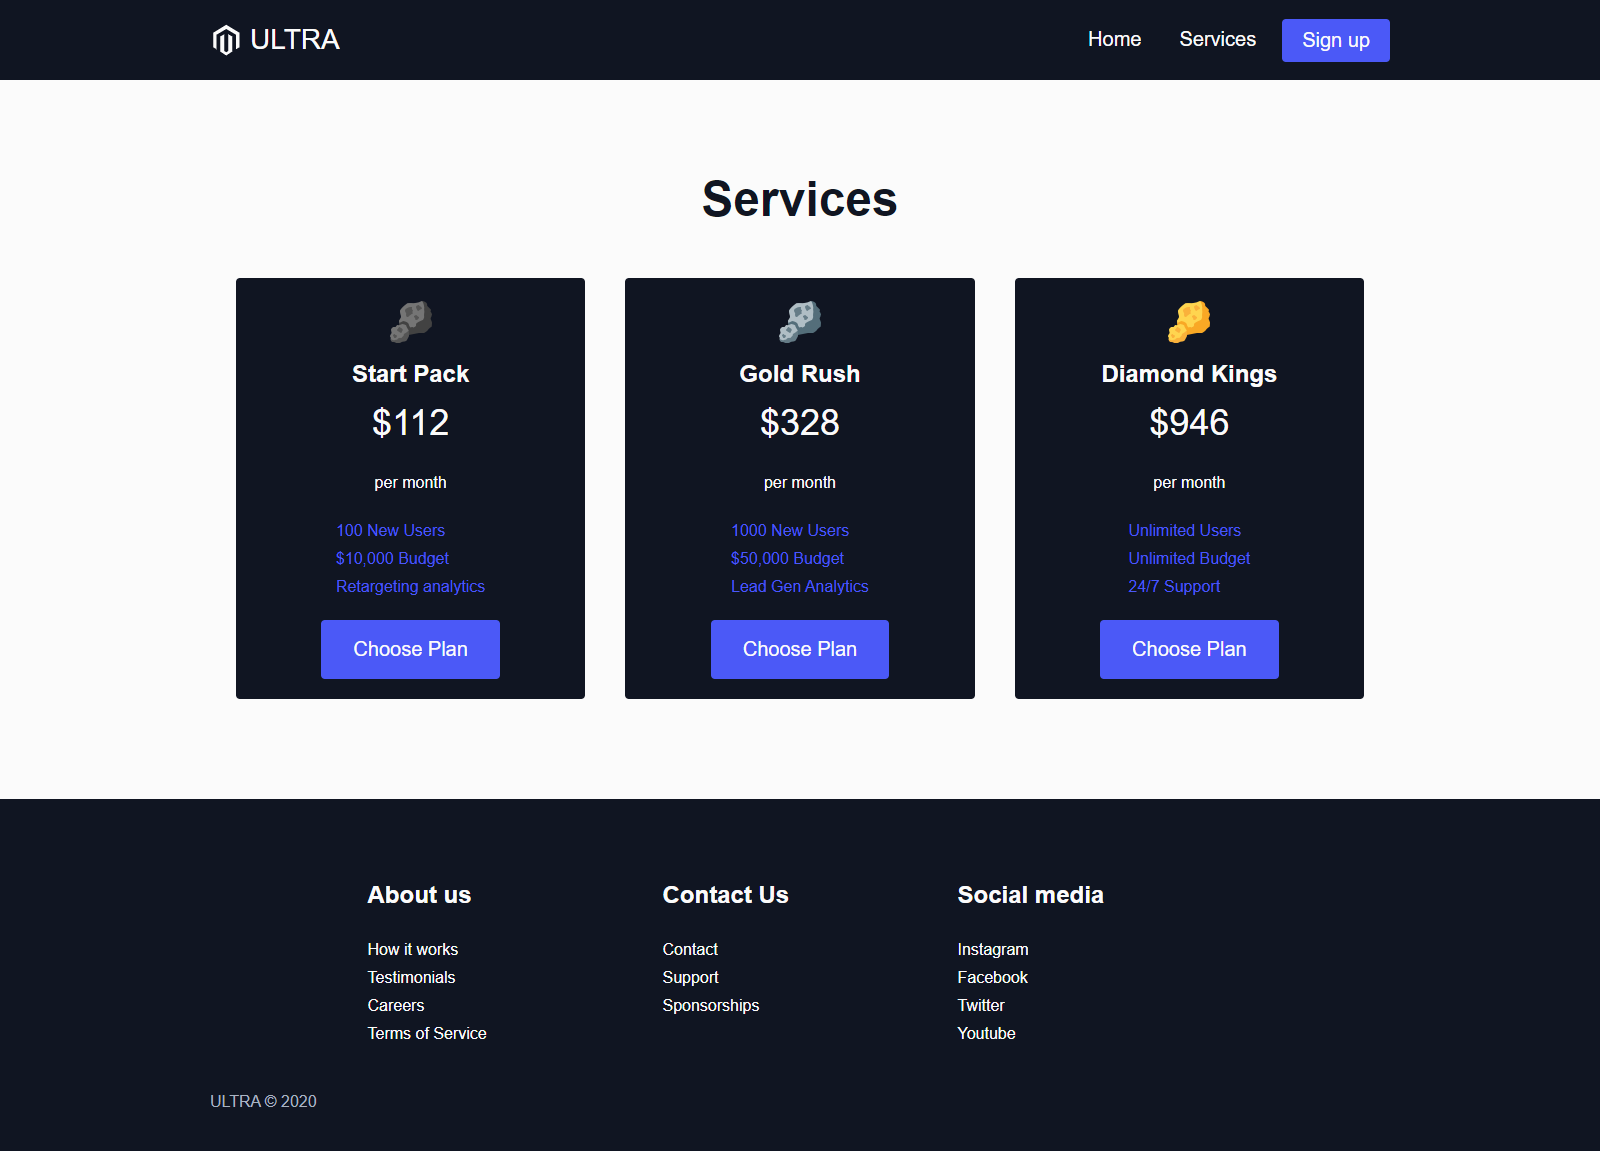 ULTRA
Home Services Sign up
Services
Start Pack
$112
per month
100 New Users
$10,000 Budget
Retargeting analytics
Choose Plan
Gold Rush
$328
per month
1000 New Users
$50,000 Budget
Lead Gen Analytics
Choose Plan
Diamond Kings
$946
per month
Unlimited Users
Unlimited Budget
24/7 Support
Choose Plan
About us
How it works
Testimonials
Careers
Terms of Service
Contact Us
Contact
Support
Sponsorships
Social media
Instagram
Facebook
Twitter
Youtube
ULTRA © 2020